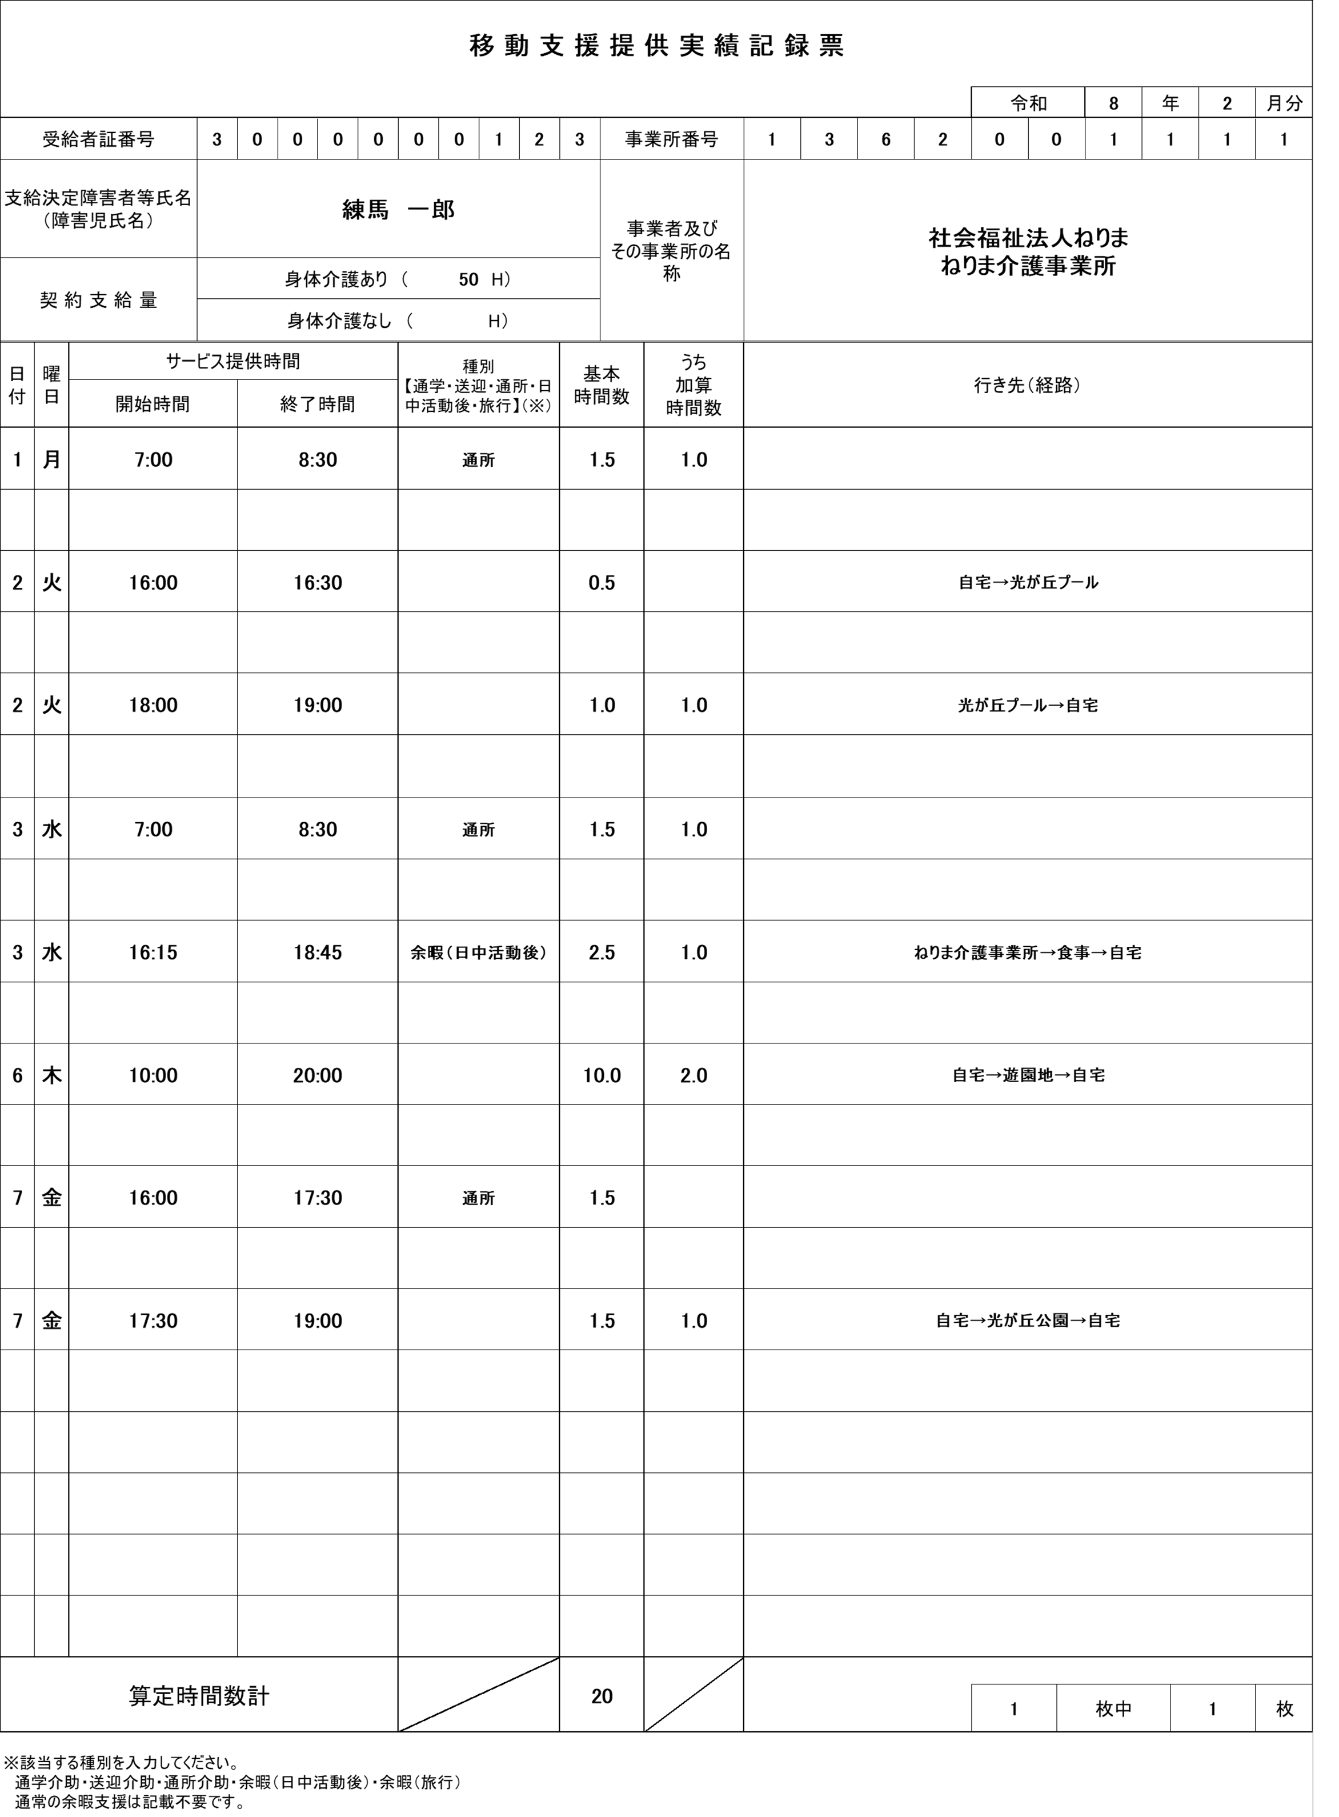 移動支援提供実績記録票
令和 8 年 2 月分
受給者証番号 3 0 0 0 0 0 0 1 2 3 事業所番号 1 3 6 2 0 0 1 1 1 1
支給決定障害者等氏名
（障害児氏名）
練馬 一郎
事業者及び
その事業所の名
称
社会福祉法人ねりま
ねりま介護事業所
契約支給量
身体介護あり（ 50 H）
身体介護なし（ H）
日付 曜日 サービス提供時間
開始時間 終了時間
種別
【通学・送迎・通所・日
中活動後・旅行】（※）
基本
時間数
うち
加算
時間数
行き先（経路）
1 月 7:00 8:30 通所 1.5 1.0
2 火 16:00 16:30 0.5 自宅→光が丘プール
2 火 18:00 19:00 1.0 1.0 光が丘プール→自宅
3 水 7:00 8:30 通所 1.5 1.0
3 水 16:15 18:45 余暇（日中活動後） 2.5 1.0 ねりま介護事業所→食事→自宅
6 木 10:00 20:00 10.0 2.0 自宅→遊園地→自宅
7 金 16:00 17:30 通所 1.5
7 金 17:30 19:00 1.5 1.0 自宅→光が丘公園→自宅
算定時間数計 20
1 枚中 1 枚
※該当する種別を入力してください。
通学介助・送迎介助・通所介助・余暇（日中活動後）・余暇（旅行）
通常の余暇支援は記載不要です。